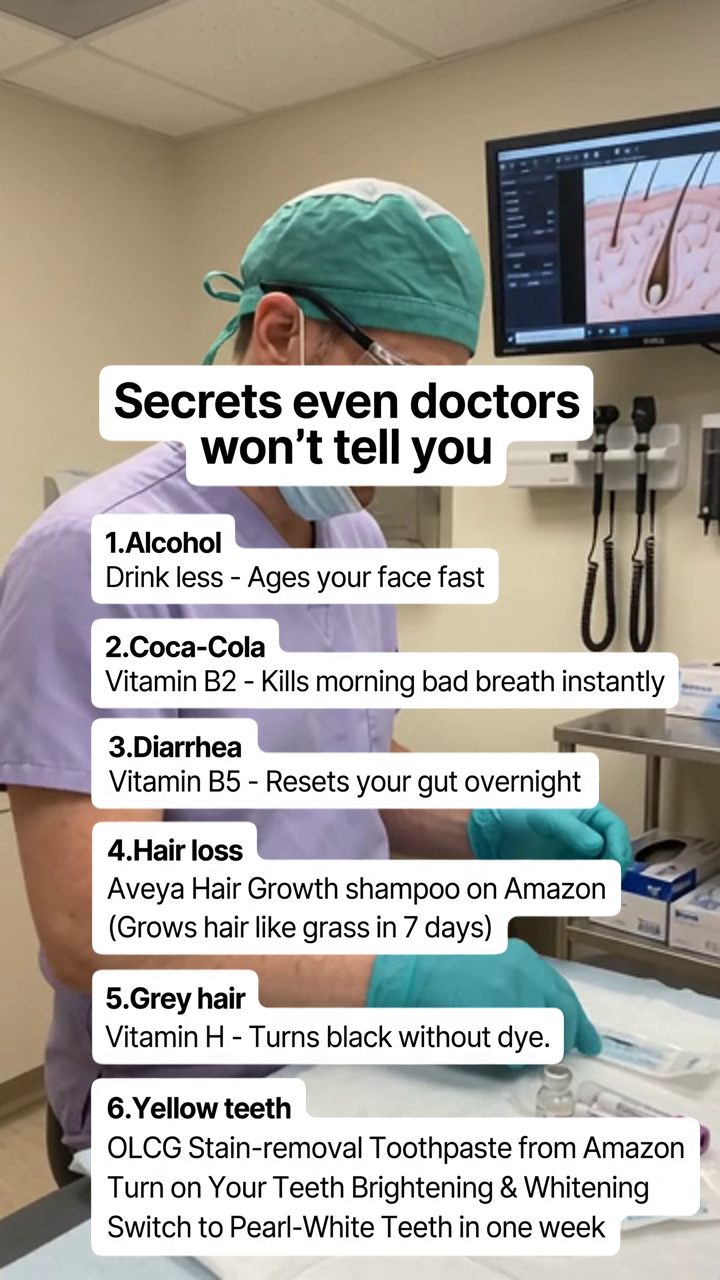 Secrets even doctors
won't tell you
1.Alcohol
Drink less - Ages your face fast
2.Coca-Cola
Vitamin B2 - Kills morning bad breath instantly
3.Diarrhea
Vitamin B5 - Resets your gut overnight
4.Hair loss
Aveya Hair Growth shampoo on Amazon
(Grows hair like grass in 7 days)
5.Grey hair
Vitamin H - Turns black without dye.
6.Yellow teeth
OLCG Stain-removal Toothpaste from Amazon
Turn on Your Teeth Brightening & Whitening
Switch to Pearl-White Teeth in one week